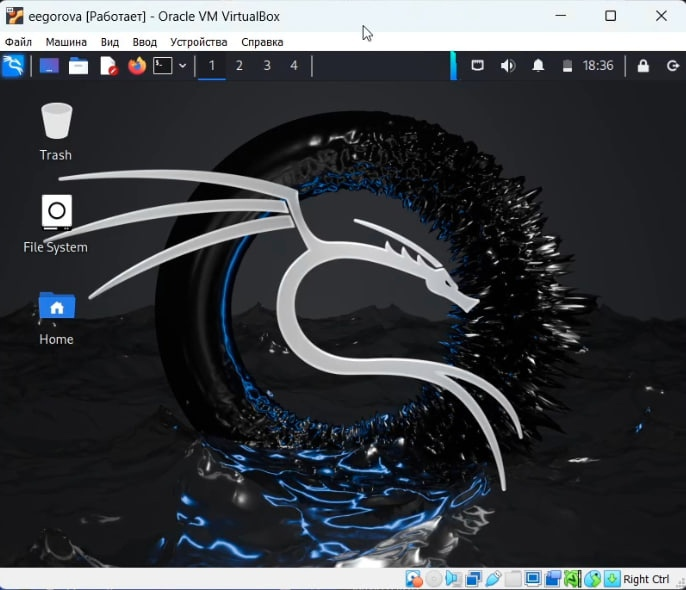 eegorova [Работает] - Oracle VM VirtualBox
Файл Машина Вид Ввод Устройства Справка
1 2 3 4 18:36
Trash
File System
Home
Right Ctrl